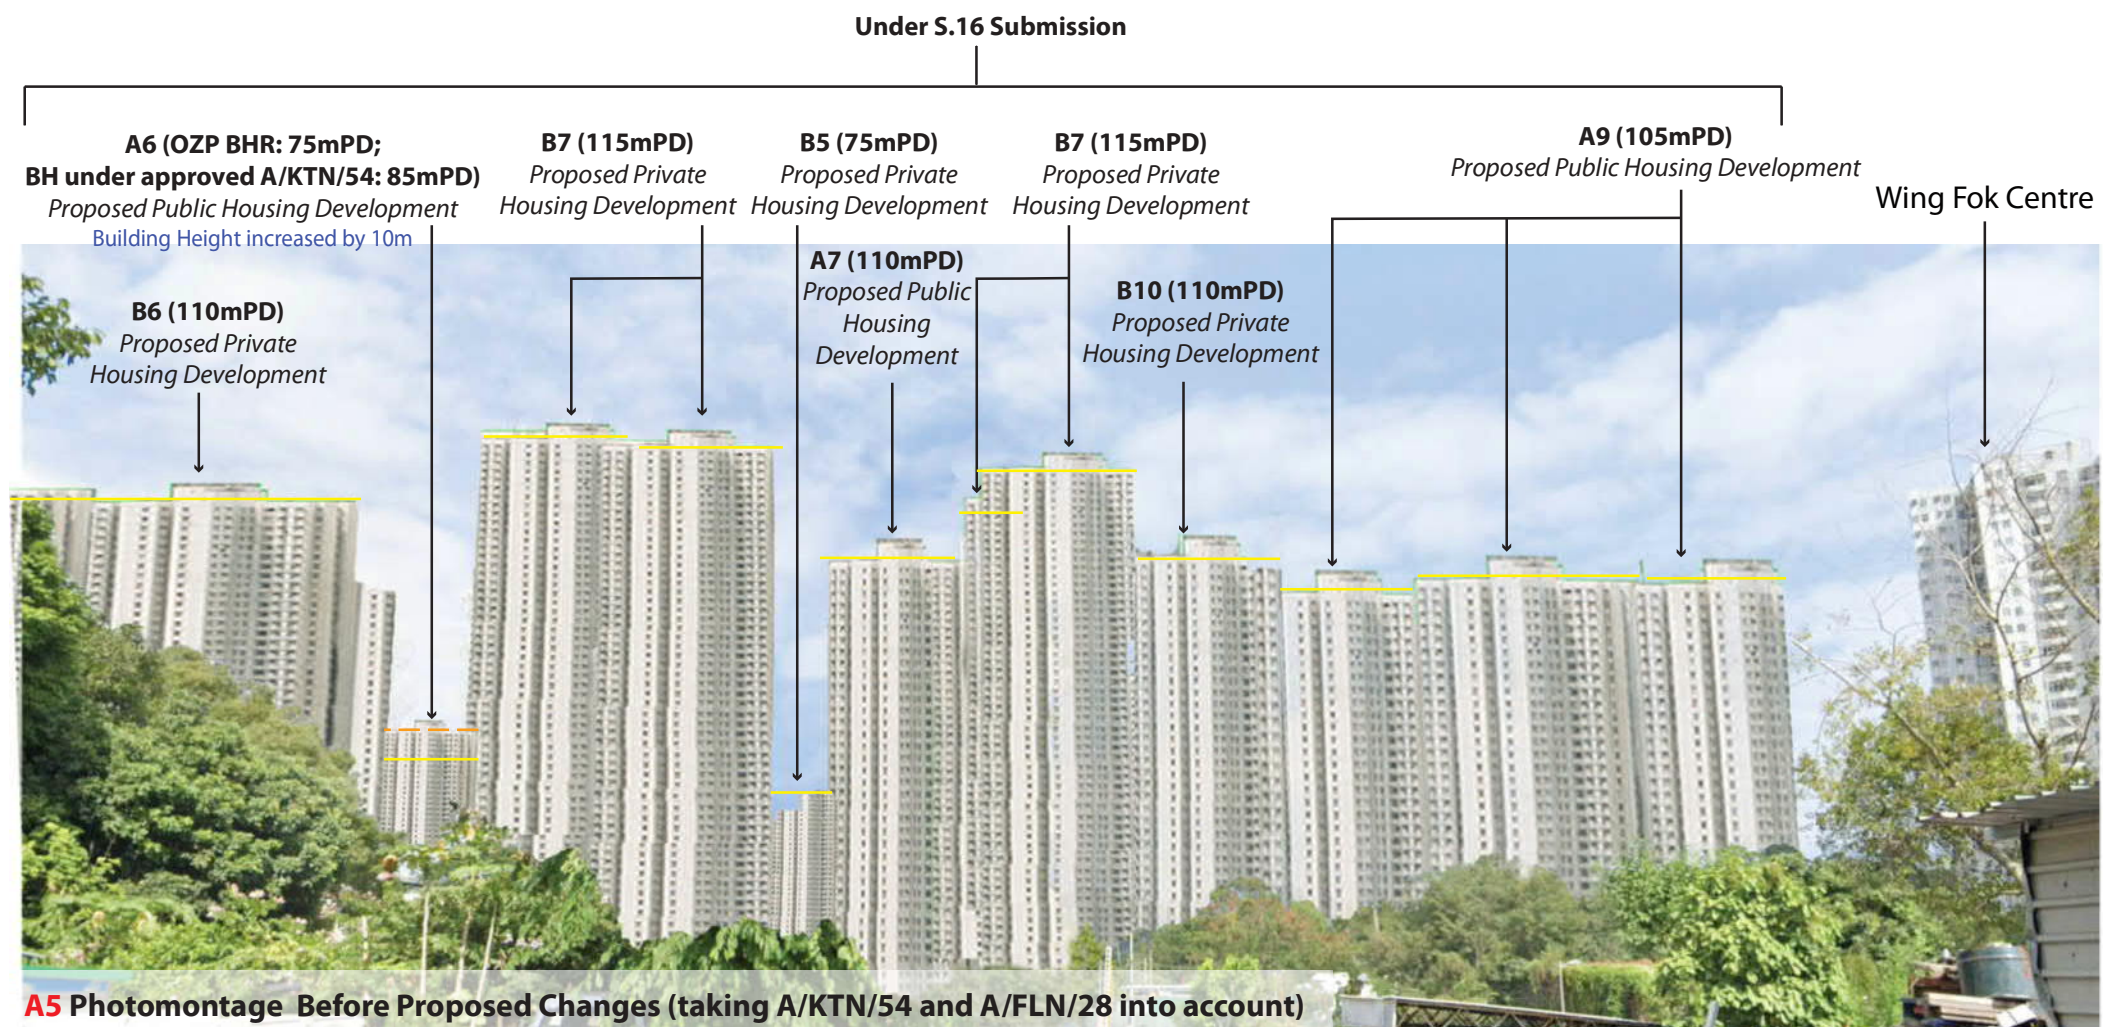 Under S.16 Submission
A6 (OZP BHR: 75mPD;
BH under approved A/KTN/54: 85mPD)
Proposed Public Housing Development
Building Height increased by 10m
B7 (115mPD)
Proposed Private
Housing Development
B5 (75mPD)
Proposed Private
Housing Development
B7 (115mPD)
Proposed Private
Housing Development
A9 (105mPD)
Proposed Public Housing Development
Wing Fok Centre
B6 (110mPD)
Proposed Private
Housing Development
A7 (110mPD)
Proposed Public
Housing
Development
B10 (110mPD)
Proposed Private
Housing Development
A5 Photomontage Before Proposed Changes (taking A/KTN/54 and A/FLN/28 into account)